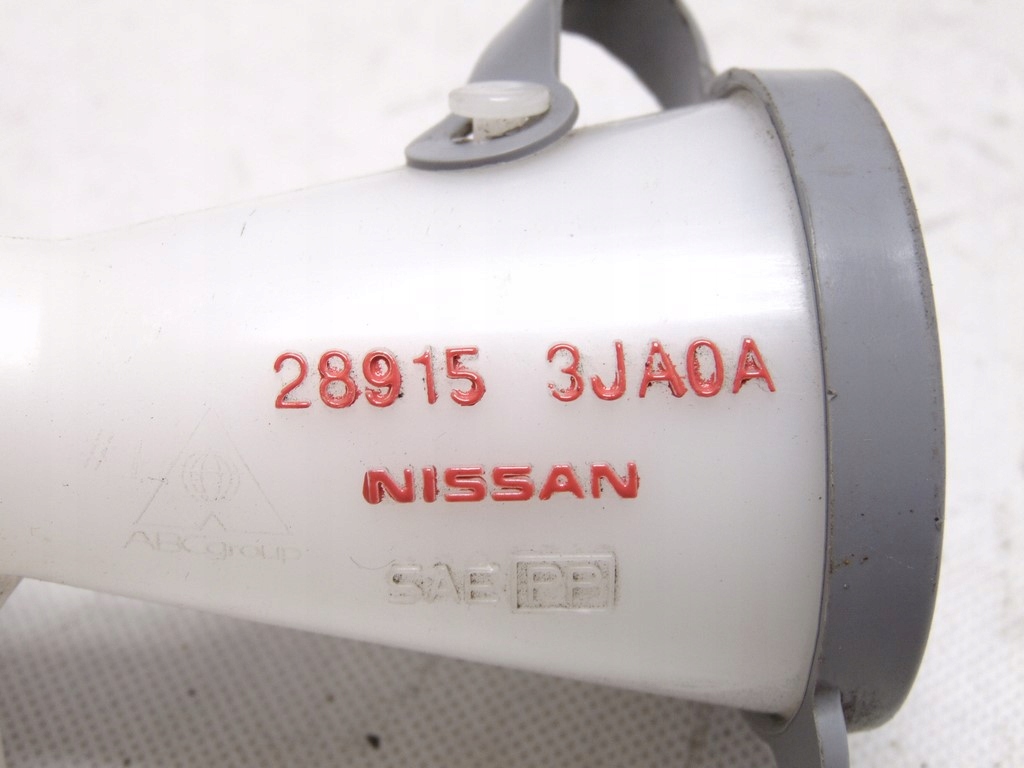 28915 3JA0A
NISSAN
ABCgroup
SAE PP